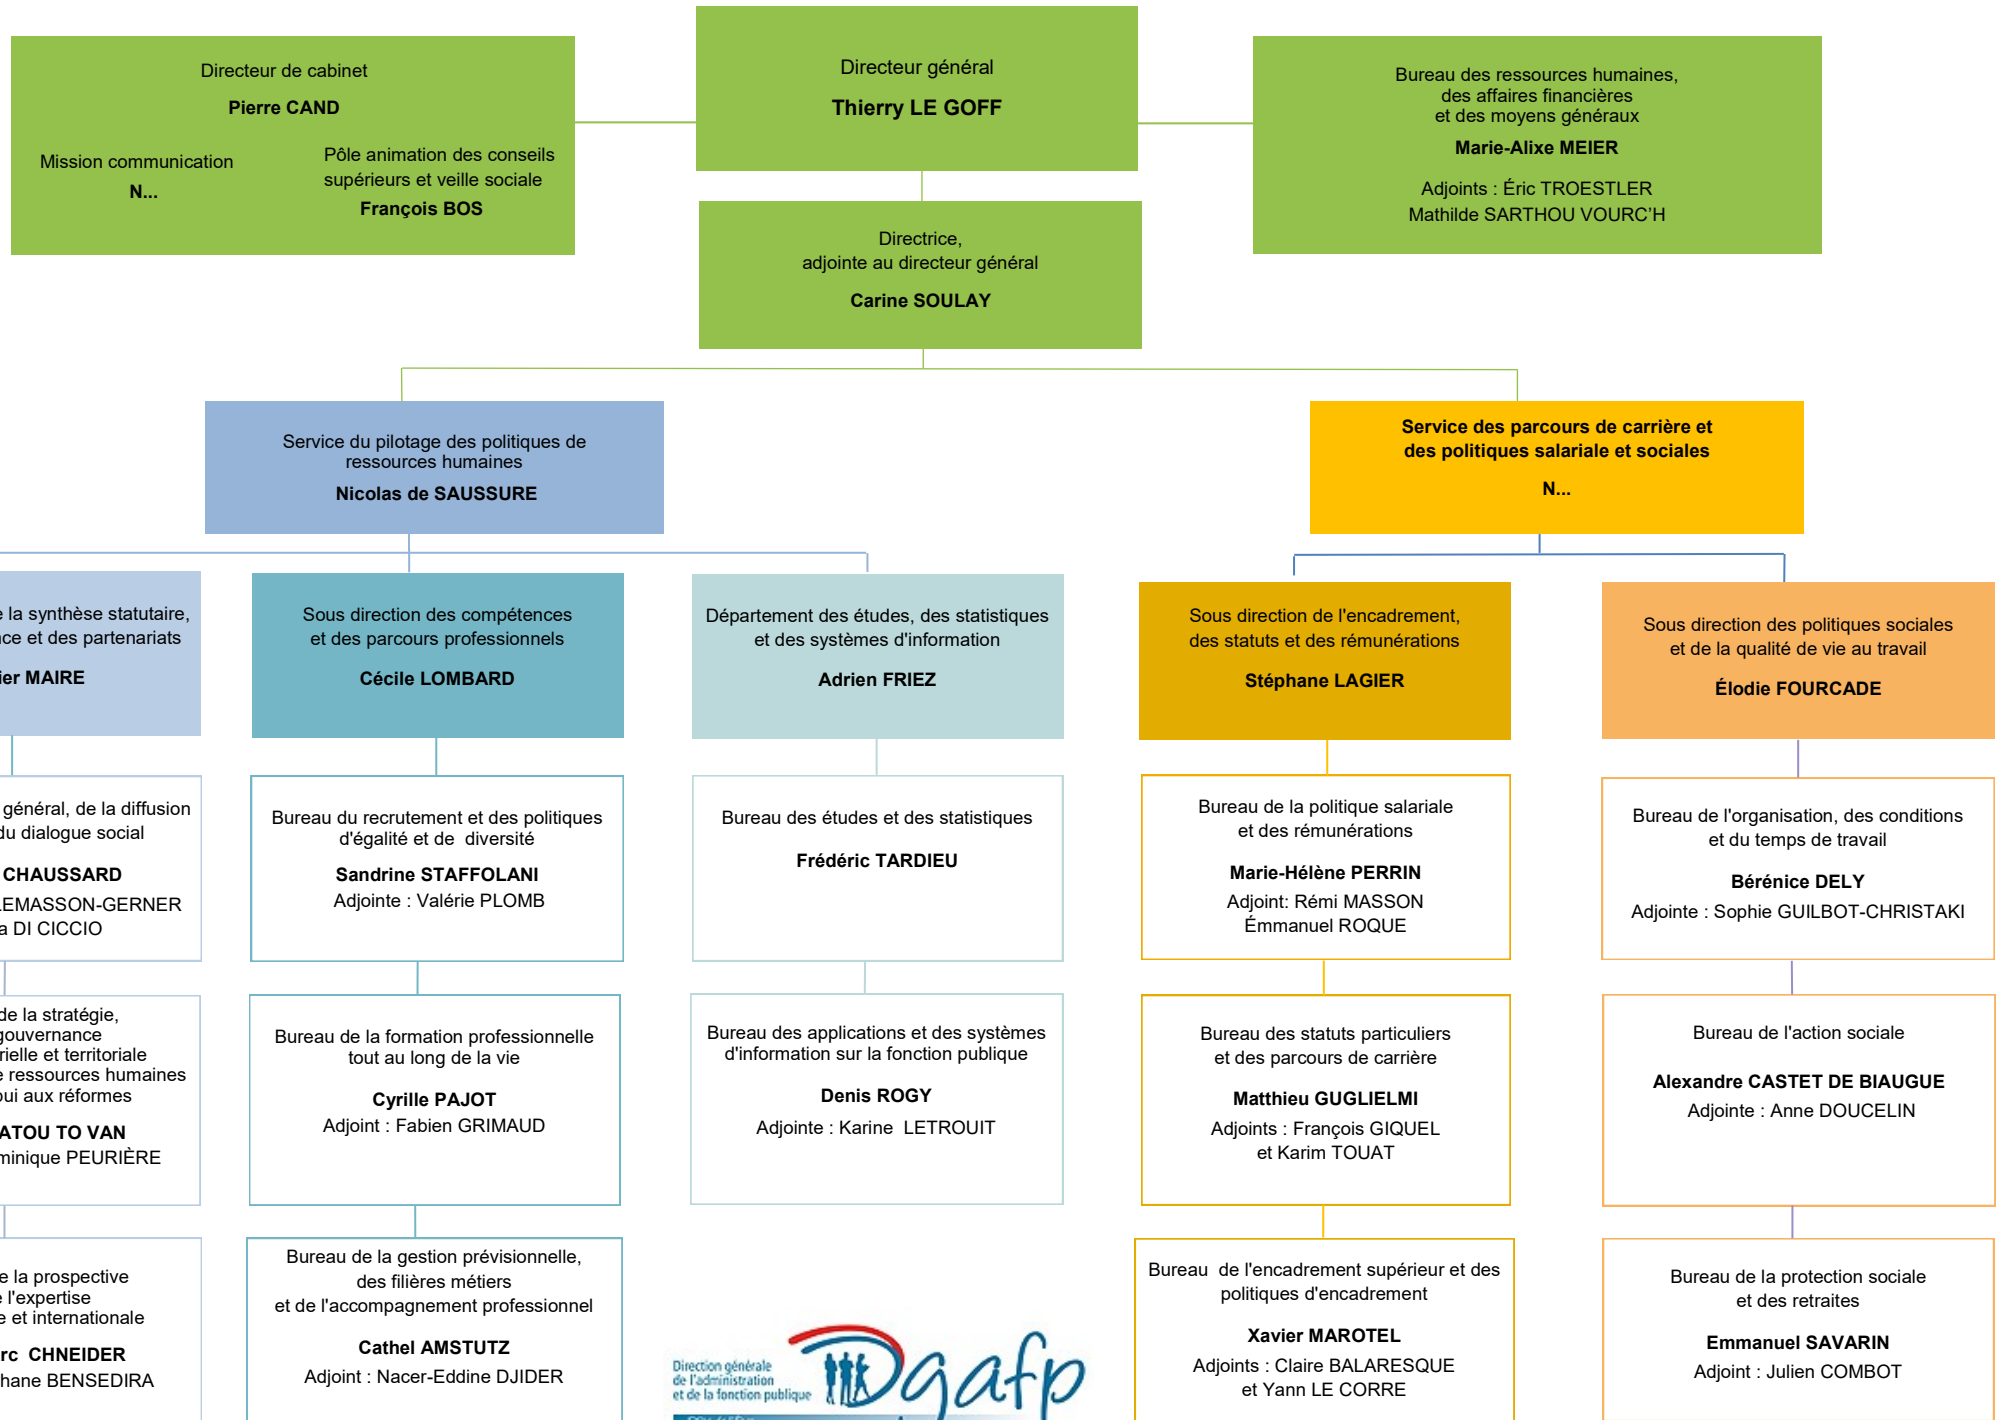 Directeur de cabinet
Pierre CAND
Mission communication
N...
Pôle animation des conseils
supérieurs et veille sociale
François BOS
Directeur général
Thierry LE GOFF
Bureau des ressources humaines,
des affaires financières
et des moyens généraux
Marie-Alixe MEIER
Adjoints : Éric TROESTLER
Mathilde SARTHOU VOURC’H
Directrice,
adjointe au directeur général
Carine SOULAY
Service du pilotage des politiques de
ressources humaines
Nicolas de SAUSSURE
Service des parcours de carrière et
des politiques salariale et sociales
N...
la synthèse statutaire,
et des partenariats
MAIRE
Sous direction des compétences
et des parcours professionnels
Cécile LOMBARD
Département des études, des statistiques
et des systèmes d'information
Adrien FRIEZ
Sous direction de l'encadrement,
des statuts et des rémunérations
Stéphane LAGIER
Sous direction des politiques sociales
et de la qualité de vie au travail
Élodie FOURCADE
général, de la diffusion
du dialogue social
CHAUSSARD
LEMASSON-GERNER
DI CICCIO
Bureau du recrutement et des politiques
d'égalité et de  diversité
Sandrine STAFFOLANI
Adjointe : Valérie PLOMB
Bureau des études et des statistiques
Frédéric TARDIEU
Bureau de la politique salariale
et des rémunérations
Marie-Hélène PERRIN
Adjoint: Rémi MASSON
Émmanuel ROQUE
Bureau de l'organisation, des conditions
et du temps de travail
Bérénice DELY
Adjointe : Sophie GUILBOT-CHRISTAKI
de la stratégie,
gouvernance
et territoriale
ressources humaines
aux réformes
TO VAN
PEURIÈRE
Bureau de la formation professionnelle
tout au long de la vie
Cyrille PAJOT
Adjoint : Fabien GRIMAUD
Bureau des applications et des systèmes
d'information sur la fonction publique
Denis ROGY
Adjointe : Karine  LETROUIT
Bureau des statuts particuliers
et des parcours de carrière
Matthieu GUGLIELMI
Adjoints : François GIQUEL
et Karim TOUAT
Bureau de l'action sociale
Alexandre CASTET DE BIAUGUE
Adjointe : Anne DOUCELIN
la prospective
l'expertise
et internationale
CHNEIDER
BENSEDIRA
Bureau de la gestion prévisionnelle,
des filières métiers
et de l'accompagnement professionnel
Cathel AMSTUTZ
Adjoint : Nacer-Eddine DJIDER
Direction générale
de l'administration
et de la fonction publique
Dgafp
Bureau  de l'encadrement supérieur et des
politiques d'encadrement
Xavier MAROTEL
Adjoints : Claire BALARESQUE
et Yann LE CORRE
Bureau de la protection sociale
et des retraites
Emmanuel SAVARIN
Adjoint : Julien COMBOT